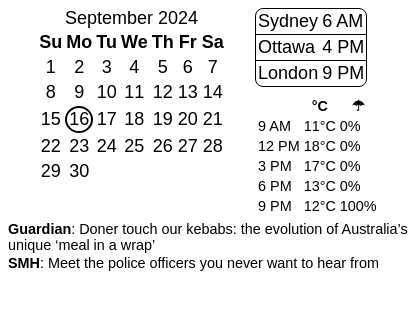 September 2024
Su Mo Tu We Th Fr Sa
1 2 3 4 5 6 7
8 9 10 11 12 13 14
15 16 17 18 19 20 21
22 23 24 25 26 27 28
29 30
Sydney 6 AM
Ottawa 4 PM
London 9 PM
°C ☂
9 AM 11°C 0%
12 PM 18°C 0%
3 PM 17°C 0%
6 PM 13°C 0%
9 PM 12°C 100%
Guardian: Doner touch our kebabs: the evolution of Australia’s
unique ‘meal in a wrap’
SMH: Meet the police officers you never want to hear from